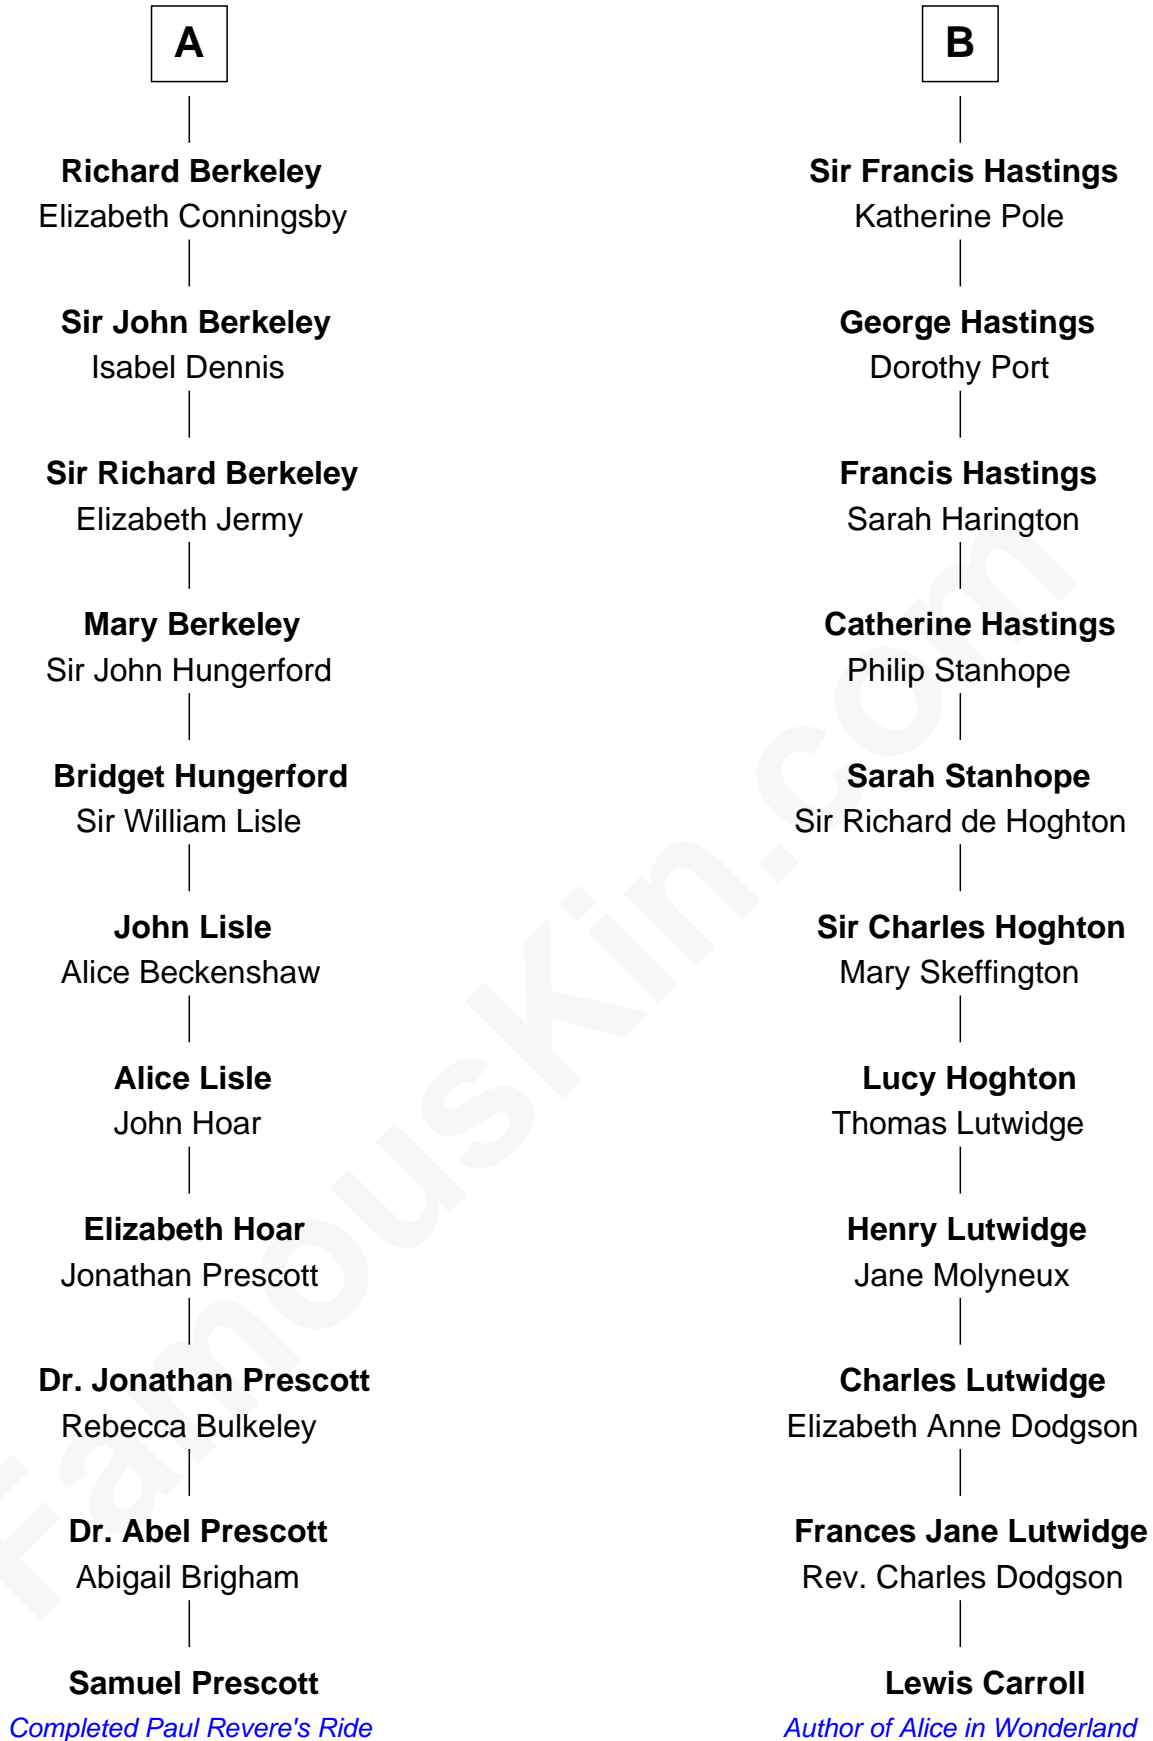 A
Richard Berkeley
Elizabeth Conningsby
Sir John Berkeley
Isabel Dennis
Sir Richard Berkeley
Elizabeth Jermy
Mary Berkeley
Sir John Hungerford
Bridget Hungerford
Sir William Lisle
John Lisle
Alice Beckenshaw
Alice Lisle
John Hoar
Elizabeth Hoar
Jonathan Prescott
Dr. Jonathan Prescott
Rebecca Bulkeley
Dr. Abel Prescott
Abigail Brigham
Samuel Prescott
Completed Paul Revere's Ride
B
Sir Francis Hastings
Katherine Pole
George Hastings
Dorothy Port
Francis Hastings
Sarah Harington
Catherine Hastings
Philip Stanhope
Sarah Stanhope
Sir Richard de Hoghton
Sir Charles Hoghton
Mary Skeffington
Lucy Hoghton
Thomas Lutwidge
Henry Lutwidge
Jane Molyneux
Charles Lutwidge
Elizabeth Anne Dodgson
Frances Jane Lutwidge
Rev. Charles Dodgson
Lewis Carroll
Author of Alice in Wonderland
FamousKin.com